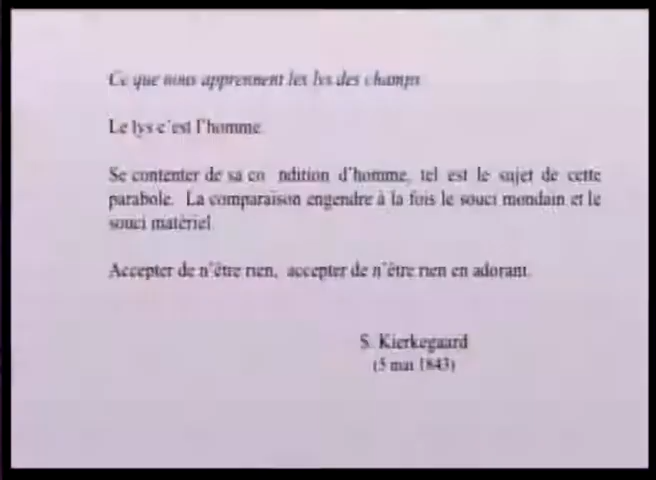 Ce que nous apprennent les lys des champs
Le lys c'est l'homme.
Se contenter de sa co ndition d'homme, tel est le sujet de cette
parabole. La comparaison engendre à la fois le souci mondain et le
souci matériel.
Accepter de n'être rien, accepter de n'être rien en adorant.
S. Kierkegaard
(5 mai 1843)